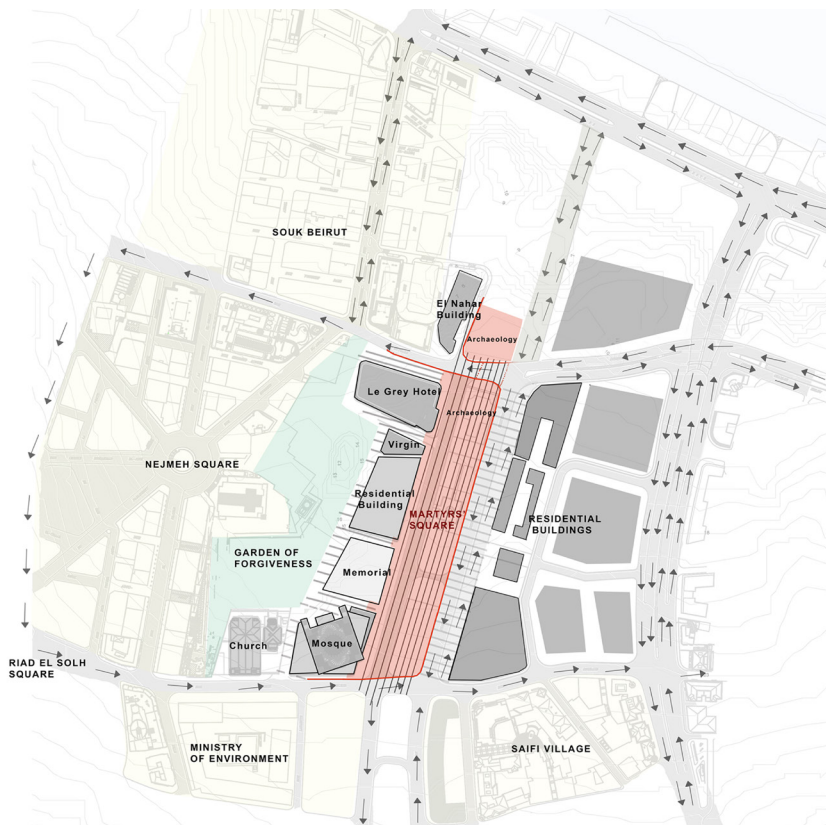 SOUK BEIRUT
El Nahar
Building
Archaeology
Le Grey Hotel
Archaeology
Virgin
NEJMEH SQUARE
Residential
Building
MARTYRS'
SQUARE
RESIDENTIAL
BUILDINGS
GARDEN OF
FORGIVENESS
Memorial
Church
Mosque
RIAD EL SOLH
SQUARE
MINISTRY
OF ENVIRONMENT
SAIFI VILLAGE